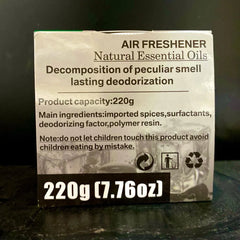 AIR FRESHENER
Natural Essential Oils
Decomposition of peculiar smell
lasting deodorization
Product capacity:220g
Main ingredients:imported spices,surfactants,
deodorizing factor,polymer resin.
Note:do not let children touch this product avoid
children eating by mistake.
220g (7.76oz)